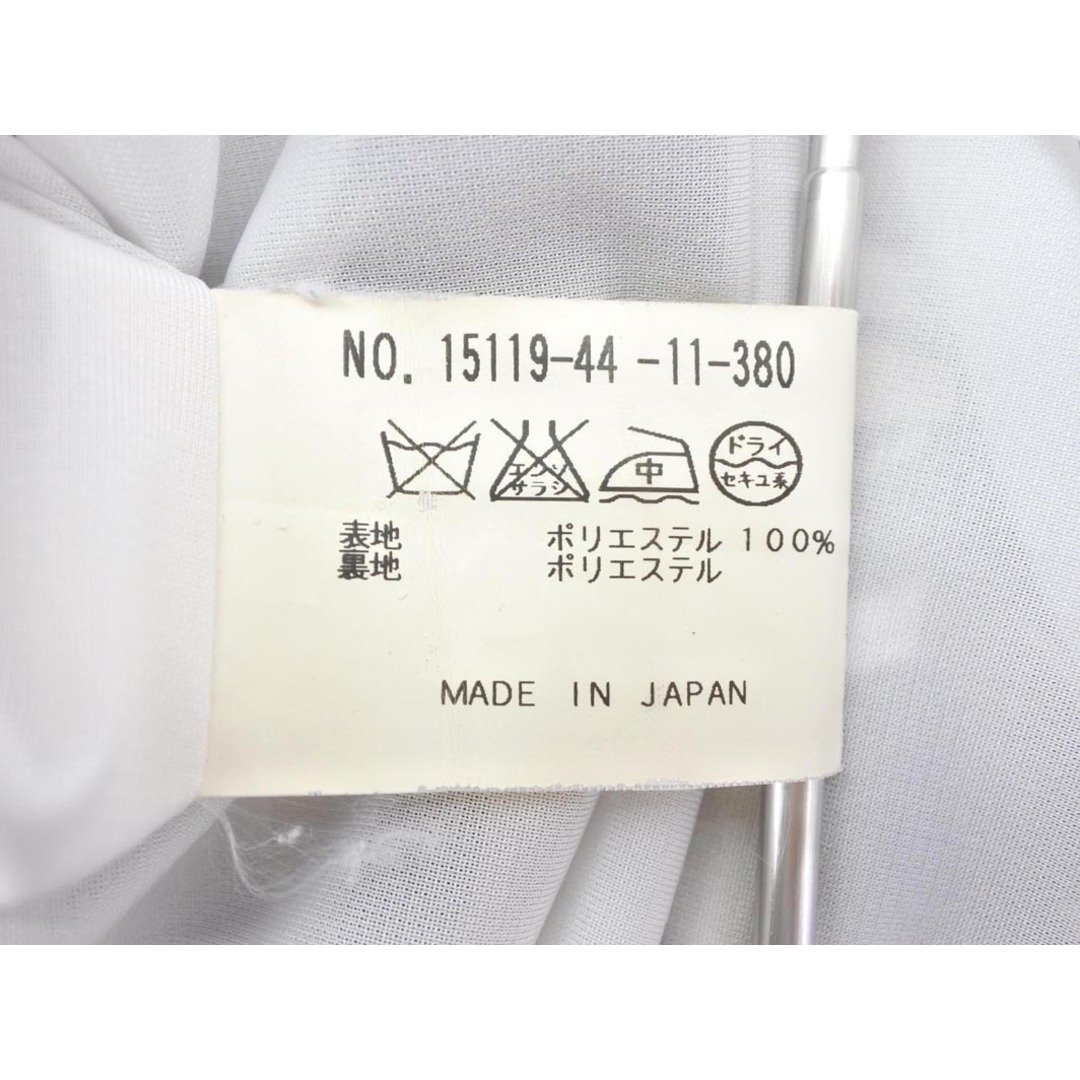 NO. 15119-44 -11-380
エンソ サラシ
中
ドライ
セキユ系
表地 ポリエステル 100%
裏地 ポリエステル
MADE IN JAPAN